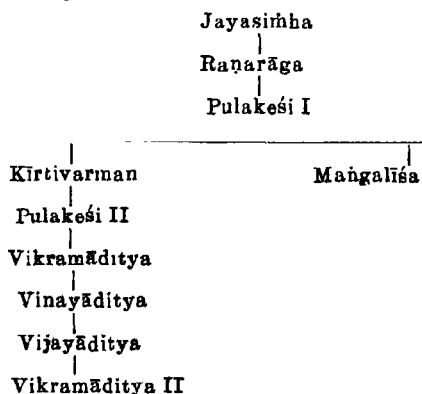 Jayasiṁha
Raṇarāga
Pulakeśi I
Kīrtivarman Maṅgalīśa
Pulakeśi II
Vikramāditya
Vinayāditya
Vijayāditya
Vikramāditya II